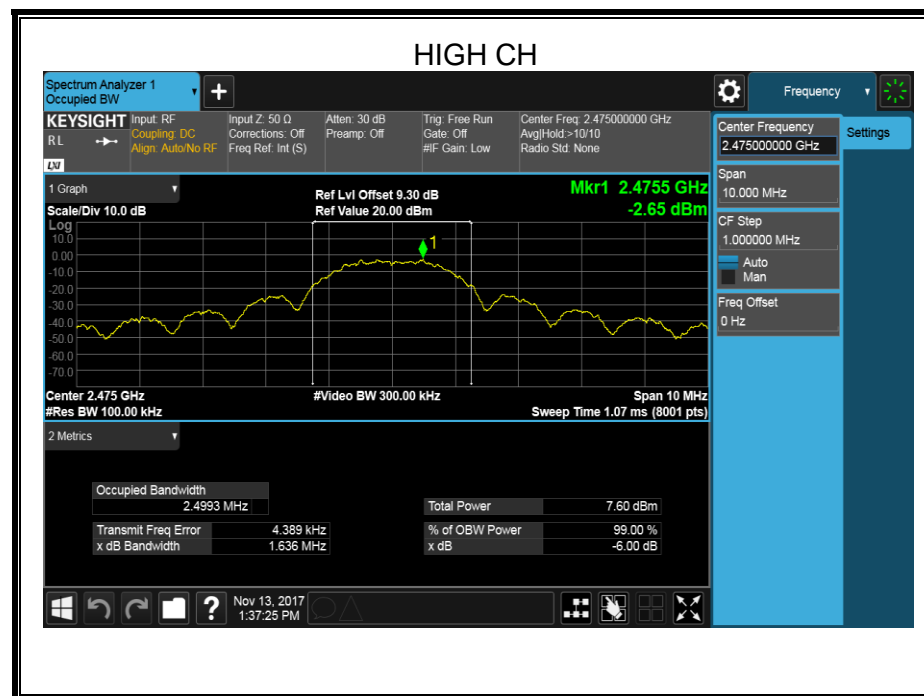 HIGH CH
Spectrum Analyzer 1
Occupied BW
Frequency
KEYSIGHT
RL
LXI
Input: RF
Coupling: DC
Align: Auto/No RF
Input Z: 50 Ω
Corrections: Off
Freq Ref: Int (S)
Atten: 30 dB
Preamp: Off
Trig: Free Run
Gate: Off
#IF Gain: Low
Center Freq: 2.475000000 GHz
Avg|Hold:>10/10
Radio Std: None
Center Frequency
2.475000000 GHz
Settings
Span
10.000 MHz
CF Step
1.000000 MHz
Auto
Man
Freq Offset
0 Hz
1 Graph
Scale/Div 10.0 dB
Ref Lvl Offset 9.30 dB
Ref Value 20.00 dBm
Mkr1 2.4755 GHz
-2.65 dBm
Log
10.0
0.00
-10.0
-20.0
-30.0
-40.0
-50.0
-60.0
-70.0
1
Center 2.475 GHz
#Video BW 300.00 kHz
Span 10 MHz
#Res BW 100.00 kHz
Sweep Time 1.07 ms (8001 pts)
2 Metrics
Occupied Bandwidth
2.4993 MHz
Total Power 7.60 dBm
Transmit Freq Error 4.389 kHz
% of OBW Power 99.00 %
x dB Bandwidth 1.636 MHz
x dB -6.00 dB
?
Nov 13, 2017
1:37:25 PM